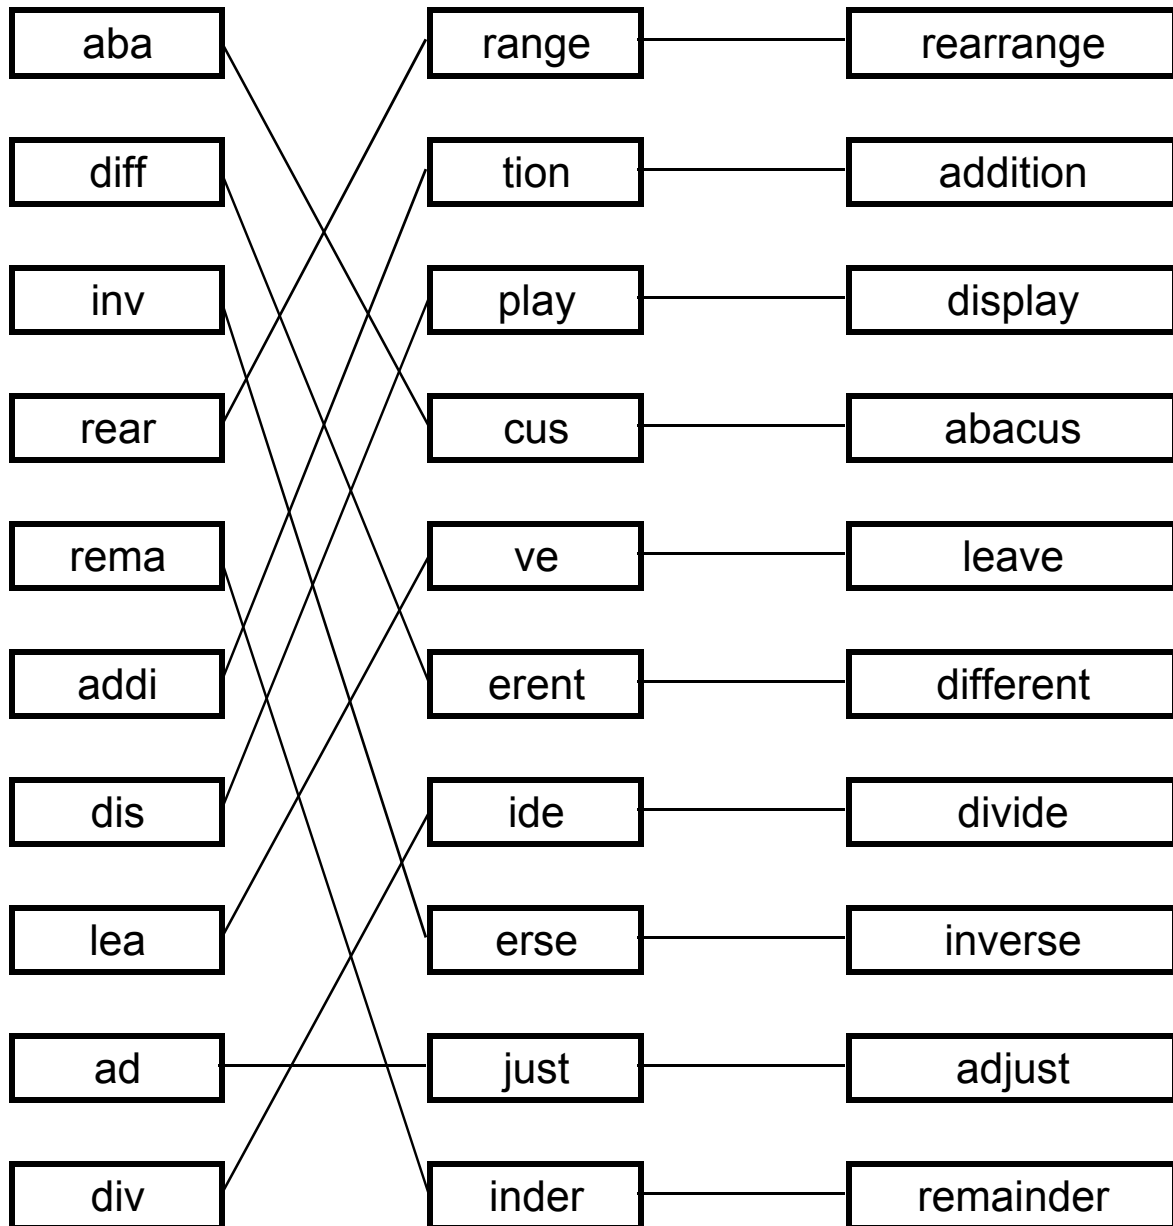 aba range rearrange
diff tion addition
inv play display
rear cus abacus
rema ve leave
addi erent different
dis ide divide
lea erse inverse
ad just adjust
div inder remainder